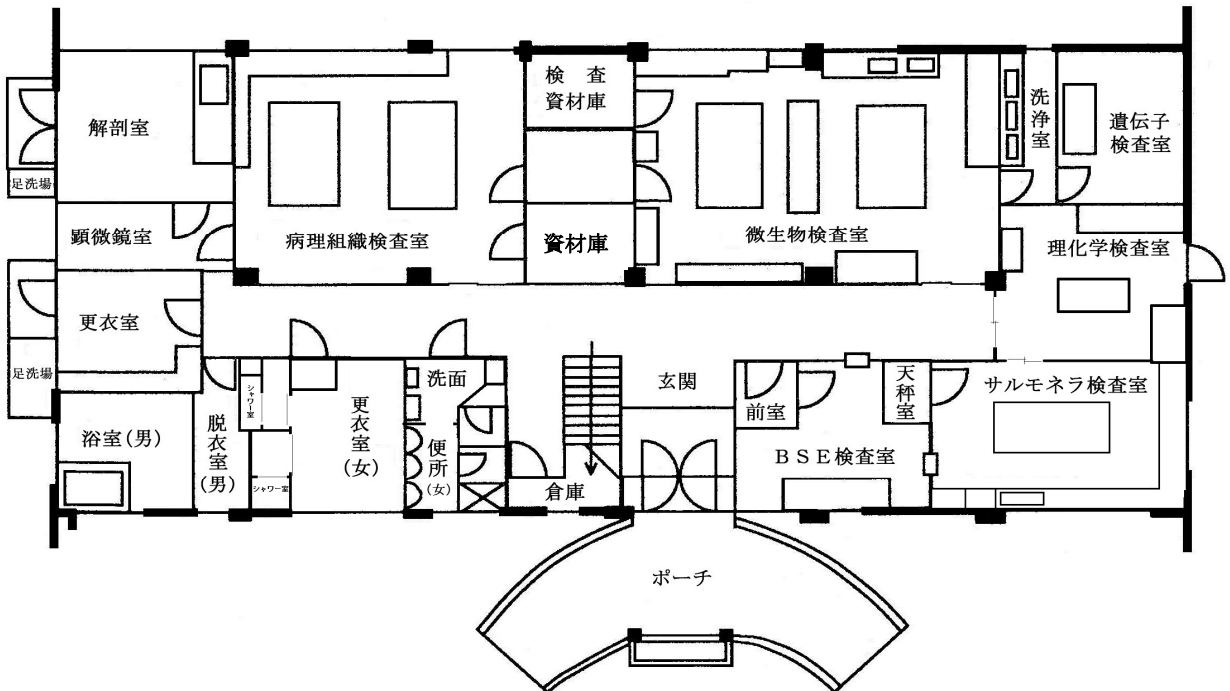 検 査
資材庫
解剖室
洗浄室
遺伝子
検査室
足洗場
顕微鏡室
病理組織検査室
資材庫
微生物検査室
理化学検査室
更衣室
足洗場
シャワー室
洗面
玄関
天秤室
サルモネラ検査室
浴室(男)
脱衣室(男)
シャワー室
更衣室(女)
便所(女)
前室
BSE検査室
倉庫
ポーチ